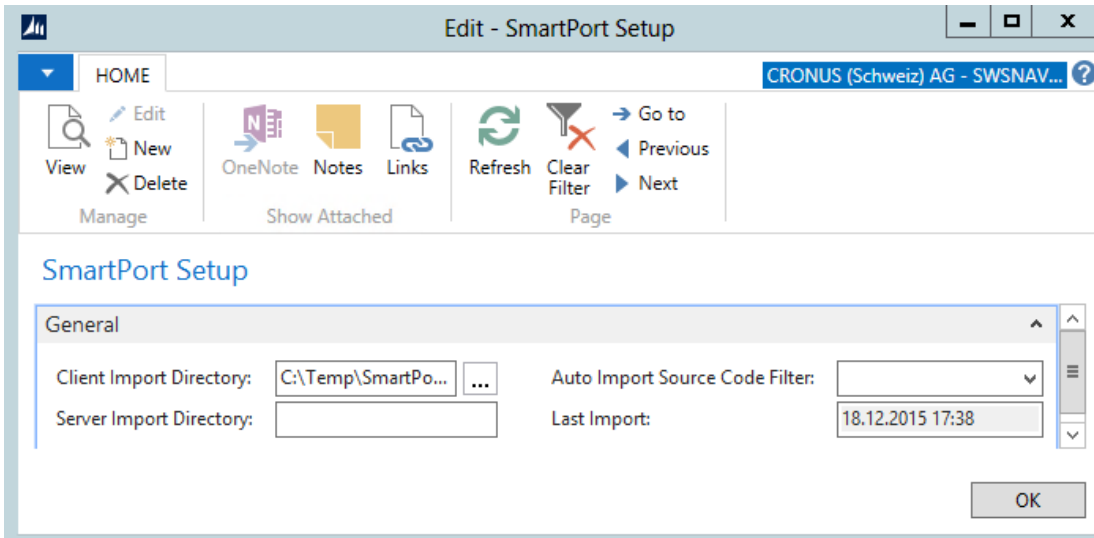 Edit - SmartPort Setup
HOME
CRONUS (Schweiz) AG - SWSNAV... ?
View
Edit
New
Delete
Manage
OneNote Notes Links
Show Attached
Refresh
Clear
Filter
Go to
Previous
Next
Page
SmartPort Setup
General
Client Import Directory: C:\Temp\SmartPo... ... Auto Import Source Code Filter:
Server Import Directory: Last Import: 18.12.2015 17:38
OK